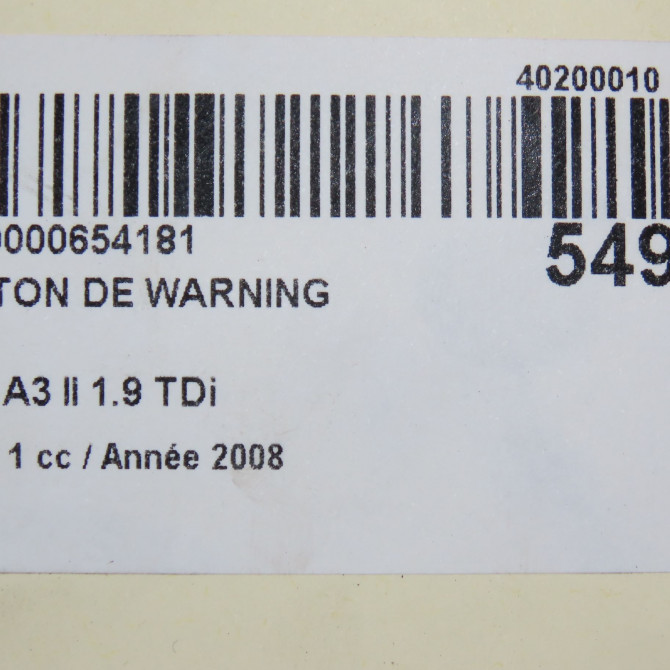 40200010
0000654181
549
TON DE WARNING
A3 II 1.9 TDi
1 cc / Année 2008